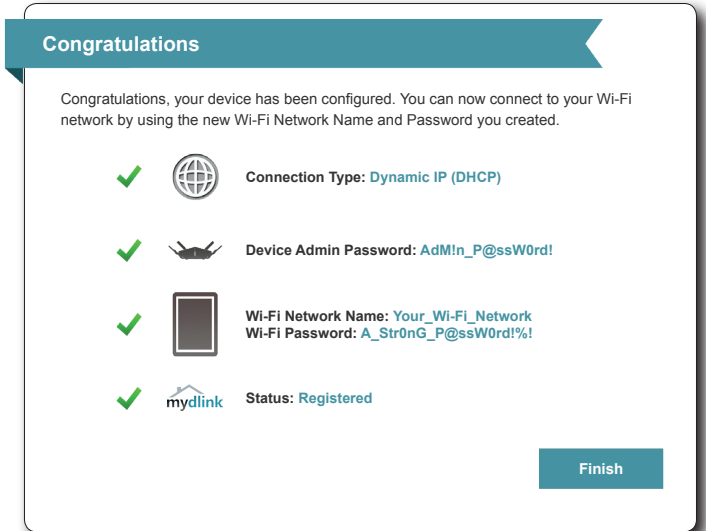 Congratulations
Congratulations, your device has been configured. You can now connect to your Wi-Fi
network by using the new Wi-Fi Network Name and Password you created.
Connection Type: Dynamic IP (DHCP)
Device Admin Password: AdM!n_P@ssW0rd!
Wi-Fi Network Name: Your_Wi-Fi_Network
Wi-Fi Password: A_Str0nG_P@ssW0rd!%!
mydlink Status: Registered
Finish